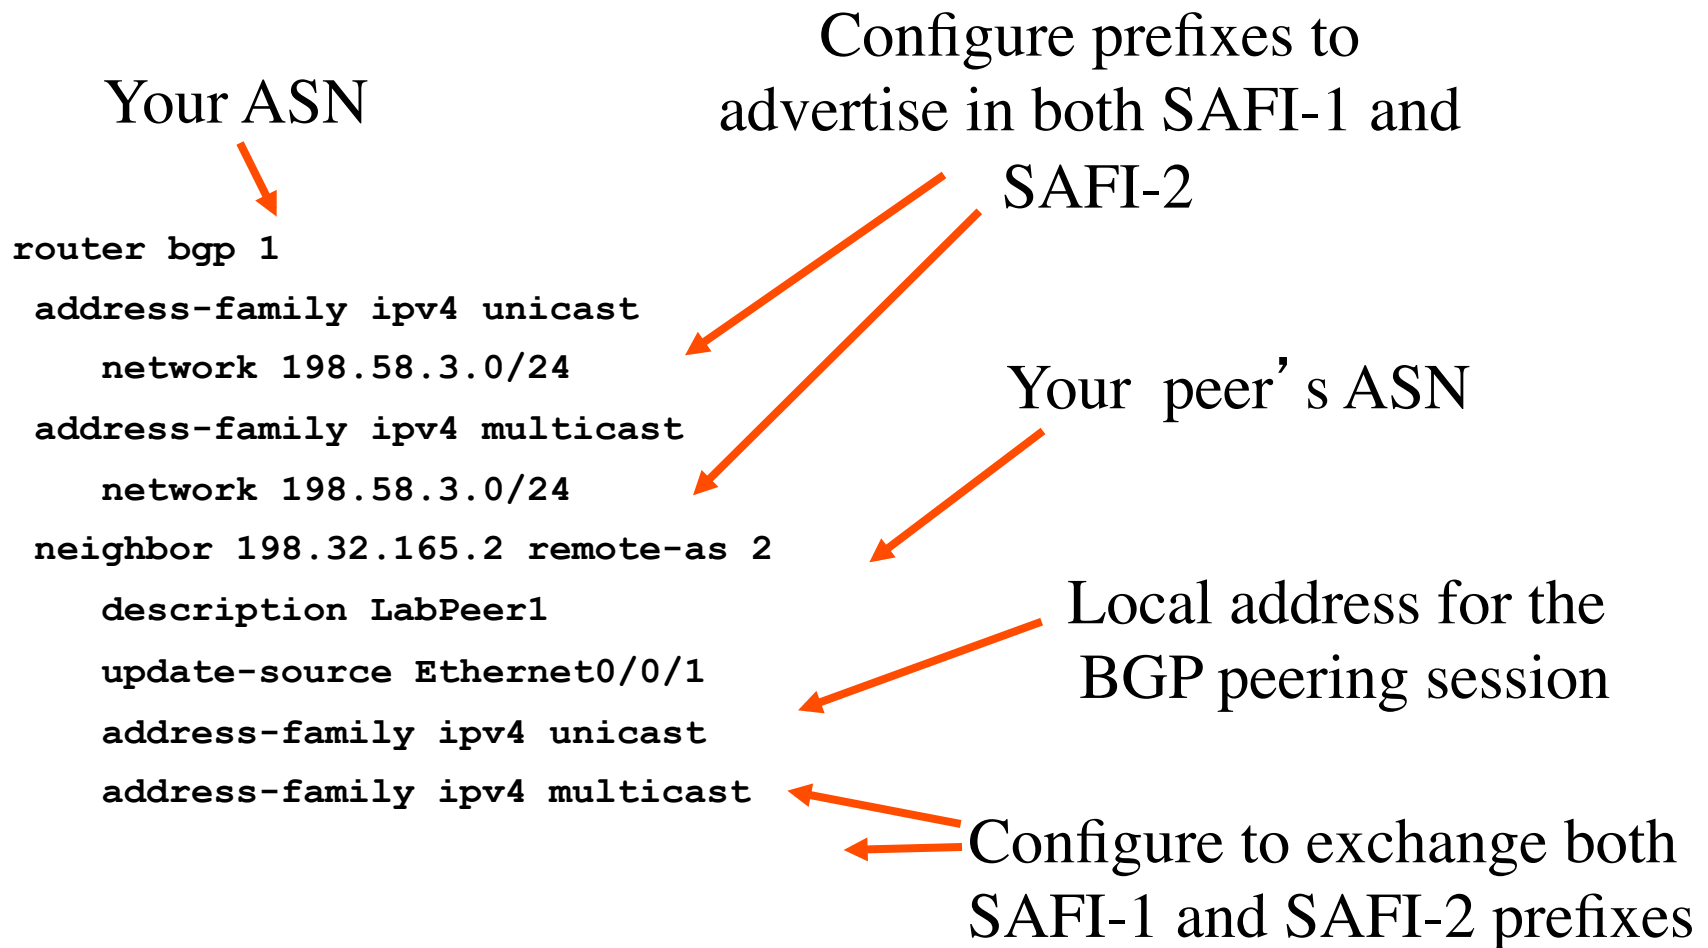 Configure prefixes to
advertise in both SAFI-1 and
SAFI-2
Your ASN
router bgp 1
address-family ipv4 unicast
network 198.58.3.0/24
address-family ipv4 multicast
network 198.58.3.0/24
neighbor 198.32.165.2 remote-as 2
description LabPeer1
update-source Ethernet0/0/1
address-family ipv4 unicast
address-family ipv4 multicast
Your peer’s ASN
Local address for the
BGP peering session
Configure to exchange both
SAFI-1 and SAFI-2 prefixes